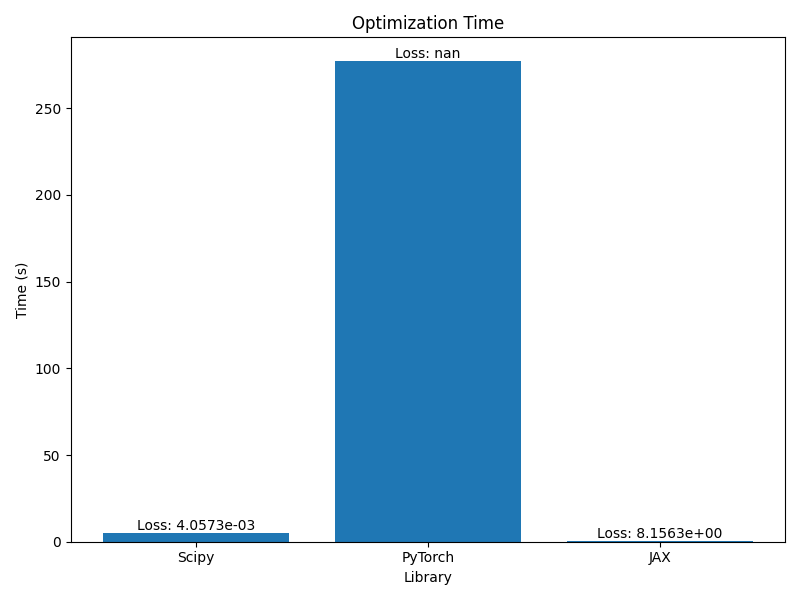 Optimization Time
Loss: nan
250
200
150
100
50
0
Time (s)
Loss: 4.0573e-03
Loss: 8.1563e+00
Scipy
PyTorch
JAX
Library